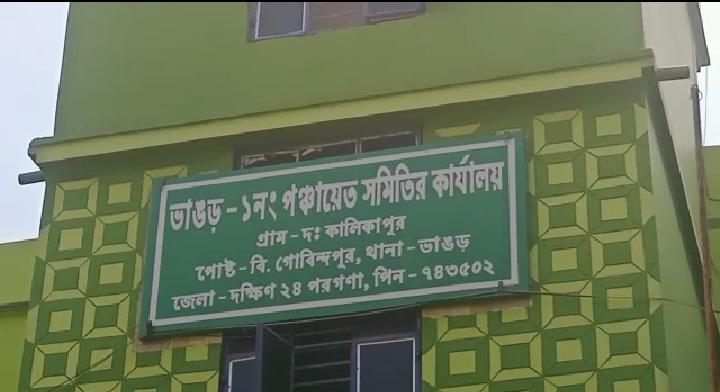 ভাঙড় - ১নং পঞ্চায়েত সমিতির কার্যালয়
গ্রাম - দঃ কালিকাপুর
পোষ্ট - বি. গোবিন্দপুর, থানা - ভাঙড়
জেলা - দক্ষিণ ২৪ পরগণা, পিন - ৭৪৩৫০২